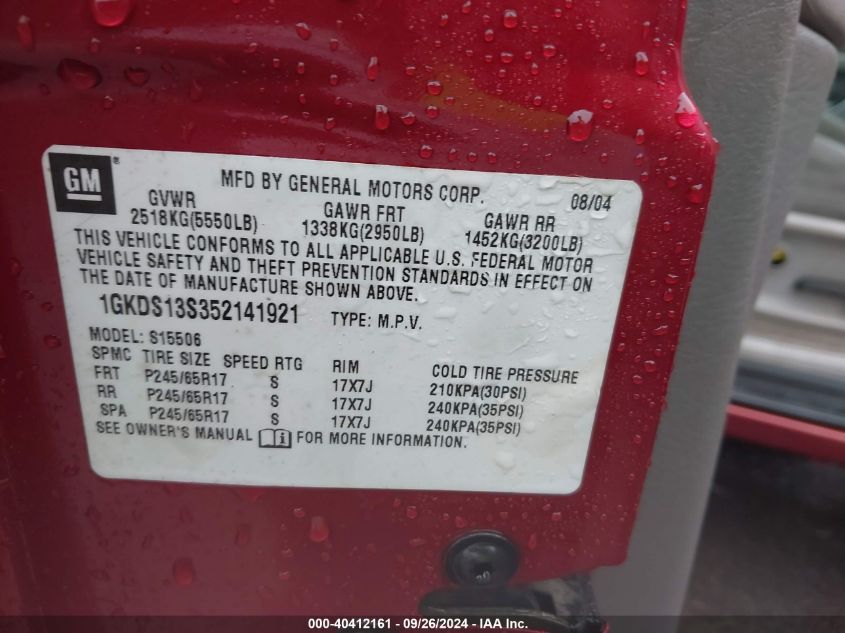 GM®
MFD BY GENERAL MOTORS CORP. 08/04
GVWR GAWR FRT GAWR RR
2518KG(5550LB) 1338KG(2950LB) 1452KG(3200LB)
THIS VEHICLE CONFORMS TO ALL APPLICABLE U.S. FEDERAL MOTOR
VEHICLE SAFETY AND THEFT PREVENTION STANDARDS IN EFFECT ON
THE DATE OF MANUFACTURE SHOWN ABOVE.
1GKDS13S352141921 TYPE: M.P.V.
MODEL: S15506
SPMC TIRE SIZE SPEED RTG RIM COLD TIRE PRESSURE
FRT P245/65R17 S 17X7J 210KPA(30PSI)
RR P245/65R17 S 17X7J 240KPA(35PSI)
SPA P245/65R17 S 17X7J 240KPA(35PSI)
SEE OWNER'S MANUAL i FOR MORE INFORMATION.
000-40412161 - 09/26/2024 - IAA Inc.